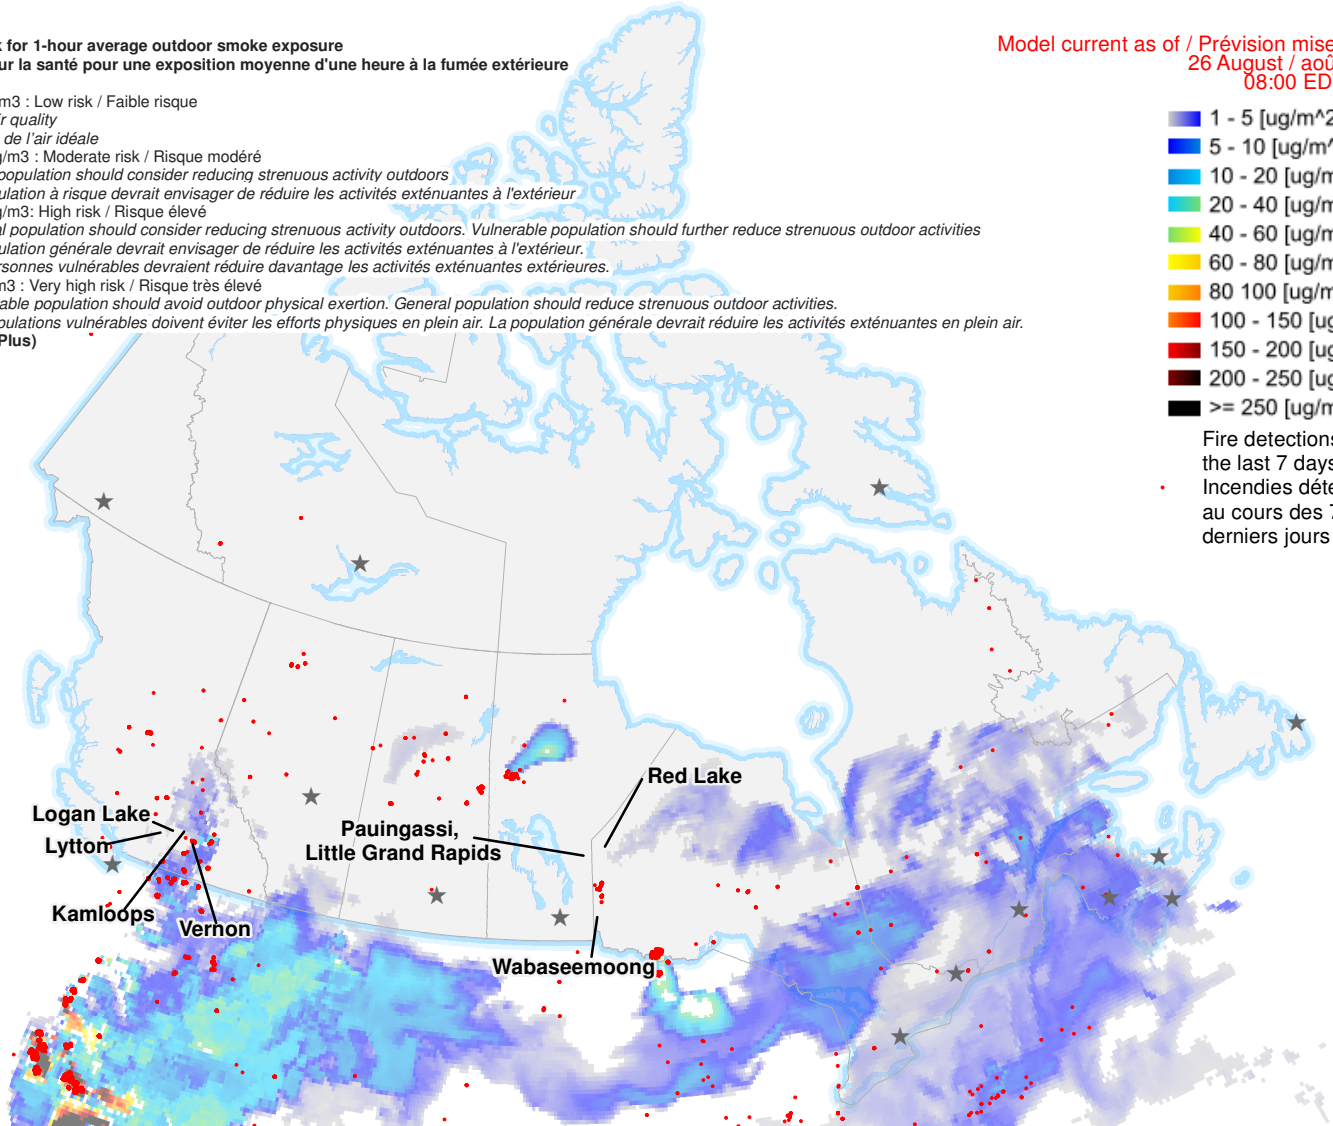 for 1-hour average outdoor smoke exposure
ur la santé pour une exposition moyenne d'une heure à la fumée extérieure
m3 : Low risk / Faible risque
ir quality
de l'air idéale
g/m3 : Moderate risk / Risque modéré
population should consider reducing strenuous activity outdoors
ulation à risque devrait envisager de réduire les activités exténuantes à l'extérieur
g/m3: High risk / Risque élevé
al population should consider reducing strenuous activity outdoors. Vulnerable population should further reduce strenuous outdoor activities
ulation générale devrait envisager de réduire les activités exténuantes à l'extérieur.
ersonnes vulnérables devraient réduire davantage les activités exténuantes extérieures.
m3 : Very high risk / Risque très élevé
able population should avoid outdoor physical exertion. General population should reduce strenuous outdoor activities.
opulations vulnérables doivent éviter les efforts physiques en plein air. La population générale devrait réduire les activités exténuantes en plein air.
Plus)
Model current as of / Prévision mise
26 August / aoû
08:00 ED
1 - 5 [ug/m^2
5 - 10 [ug/m^
10 - 20 [ug/m
20 - 40 [ug/m
40 - 60 [ug/m
60 - 80 [ug/m
80 100 [ug/m
100 - 150 [ug
150 - 200 [ug
200 - 250 [ug
>= 250 [ug/m
Fire detections
the last 7 days
Incendies déte
au cours des 7
derniers jours
Red Lake
Logan Lake
Lytton
Pauingassi,
Little Grand Rapids
Kamloops
Vernon
Wabaseemoong